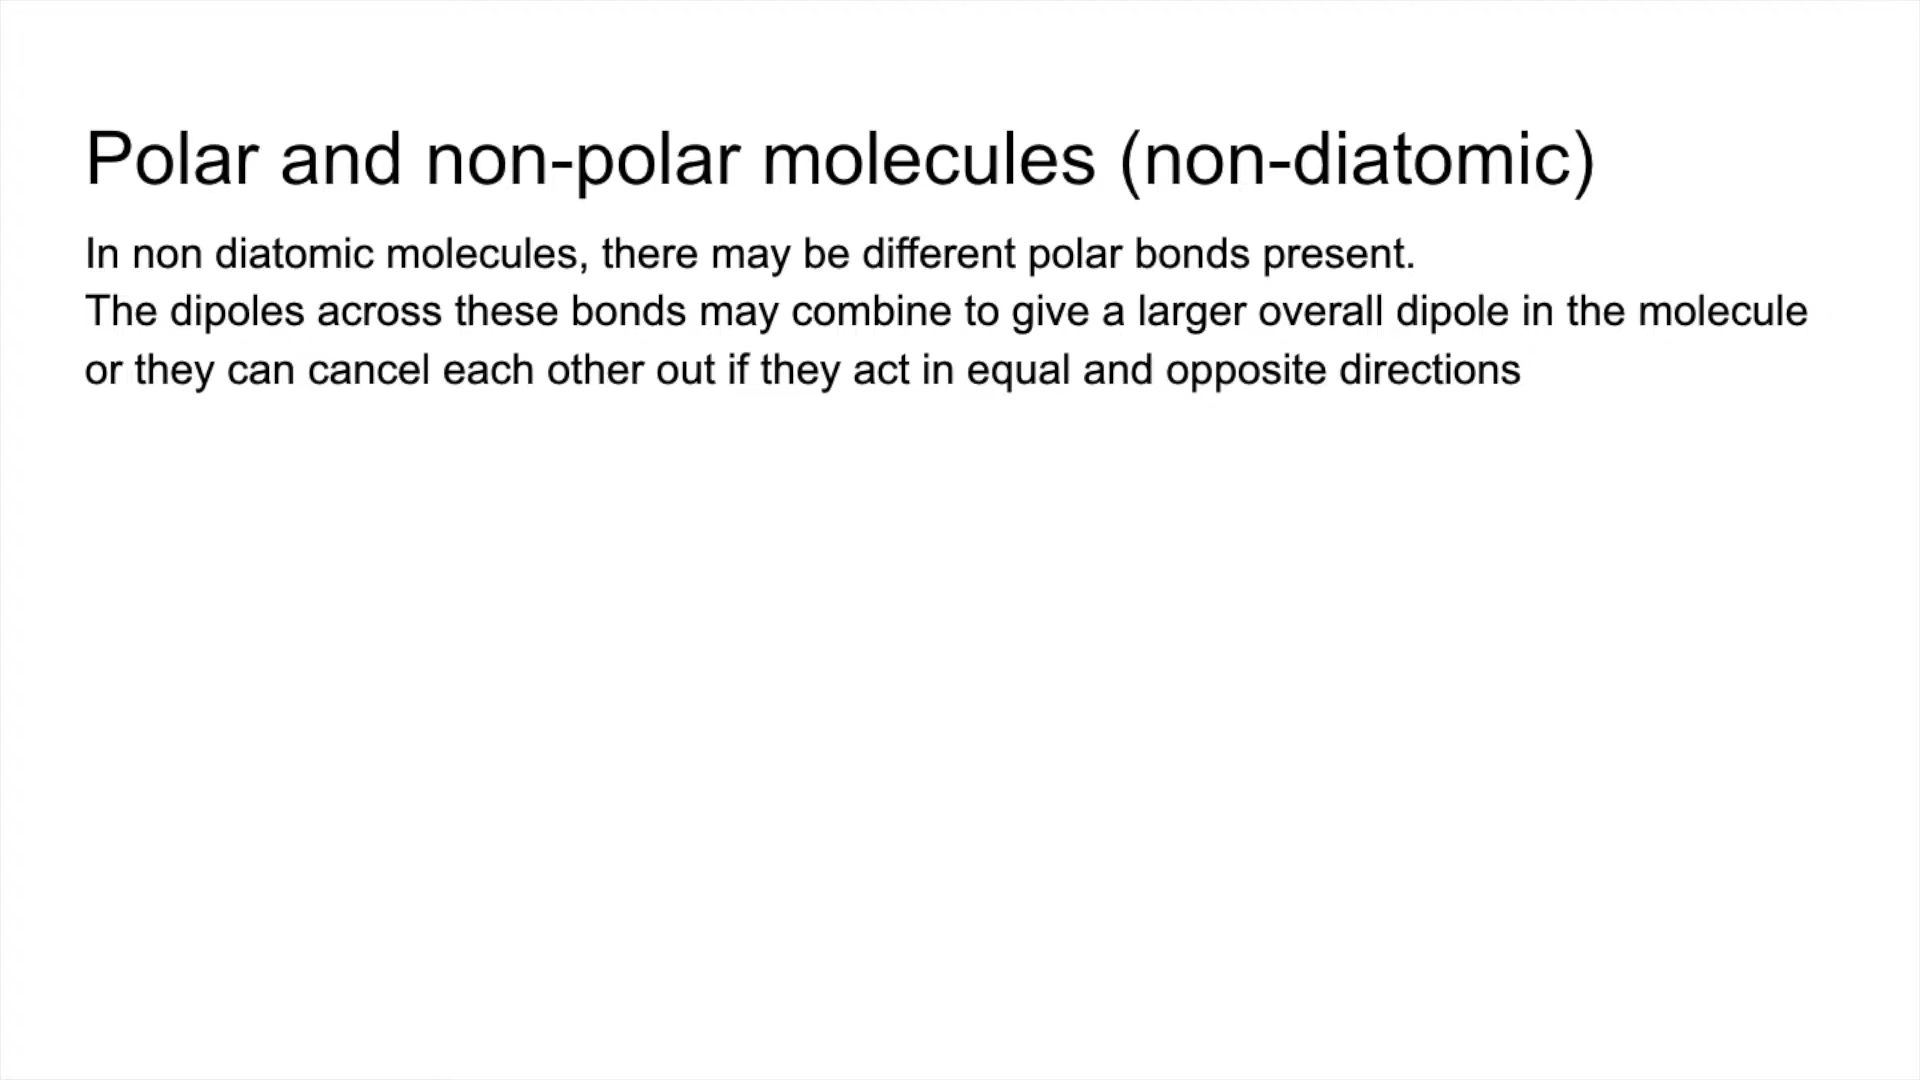 Polar and non-polar molecules (non-diatomic)
In non diatomic molecules, there may be different polar bonds present.
The dipoles across these bonds may combine to give a larger overall dipole in the molecule
or they can cancel each other out if they act in equal and opposite directions